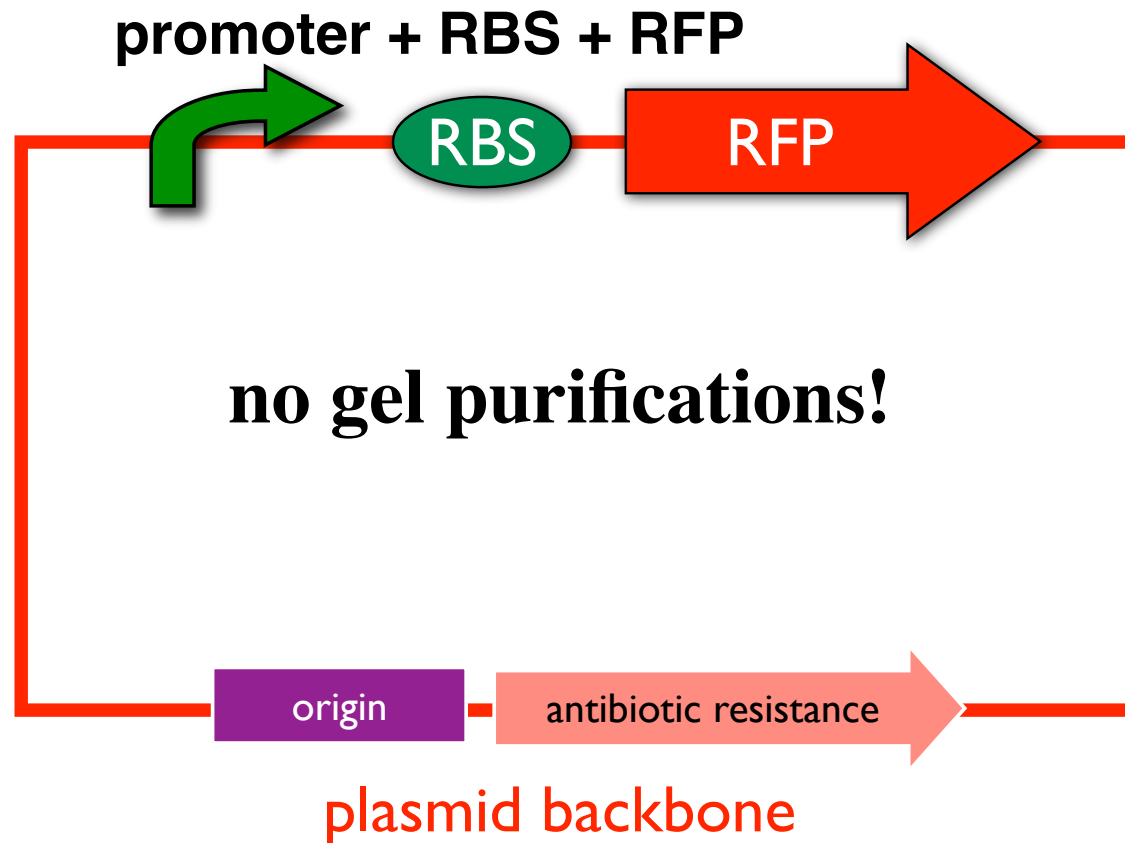 promoter + RBS + RFP
RBS
RFP
no gel purifications!
origin
antibiotic resistance
plasmid backbone